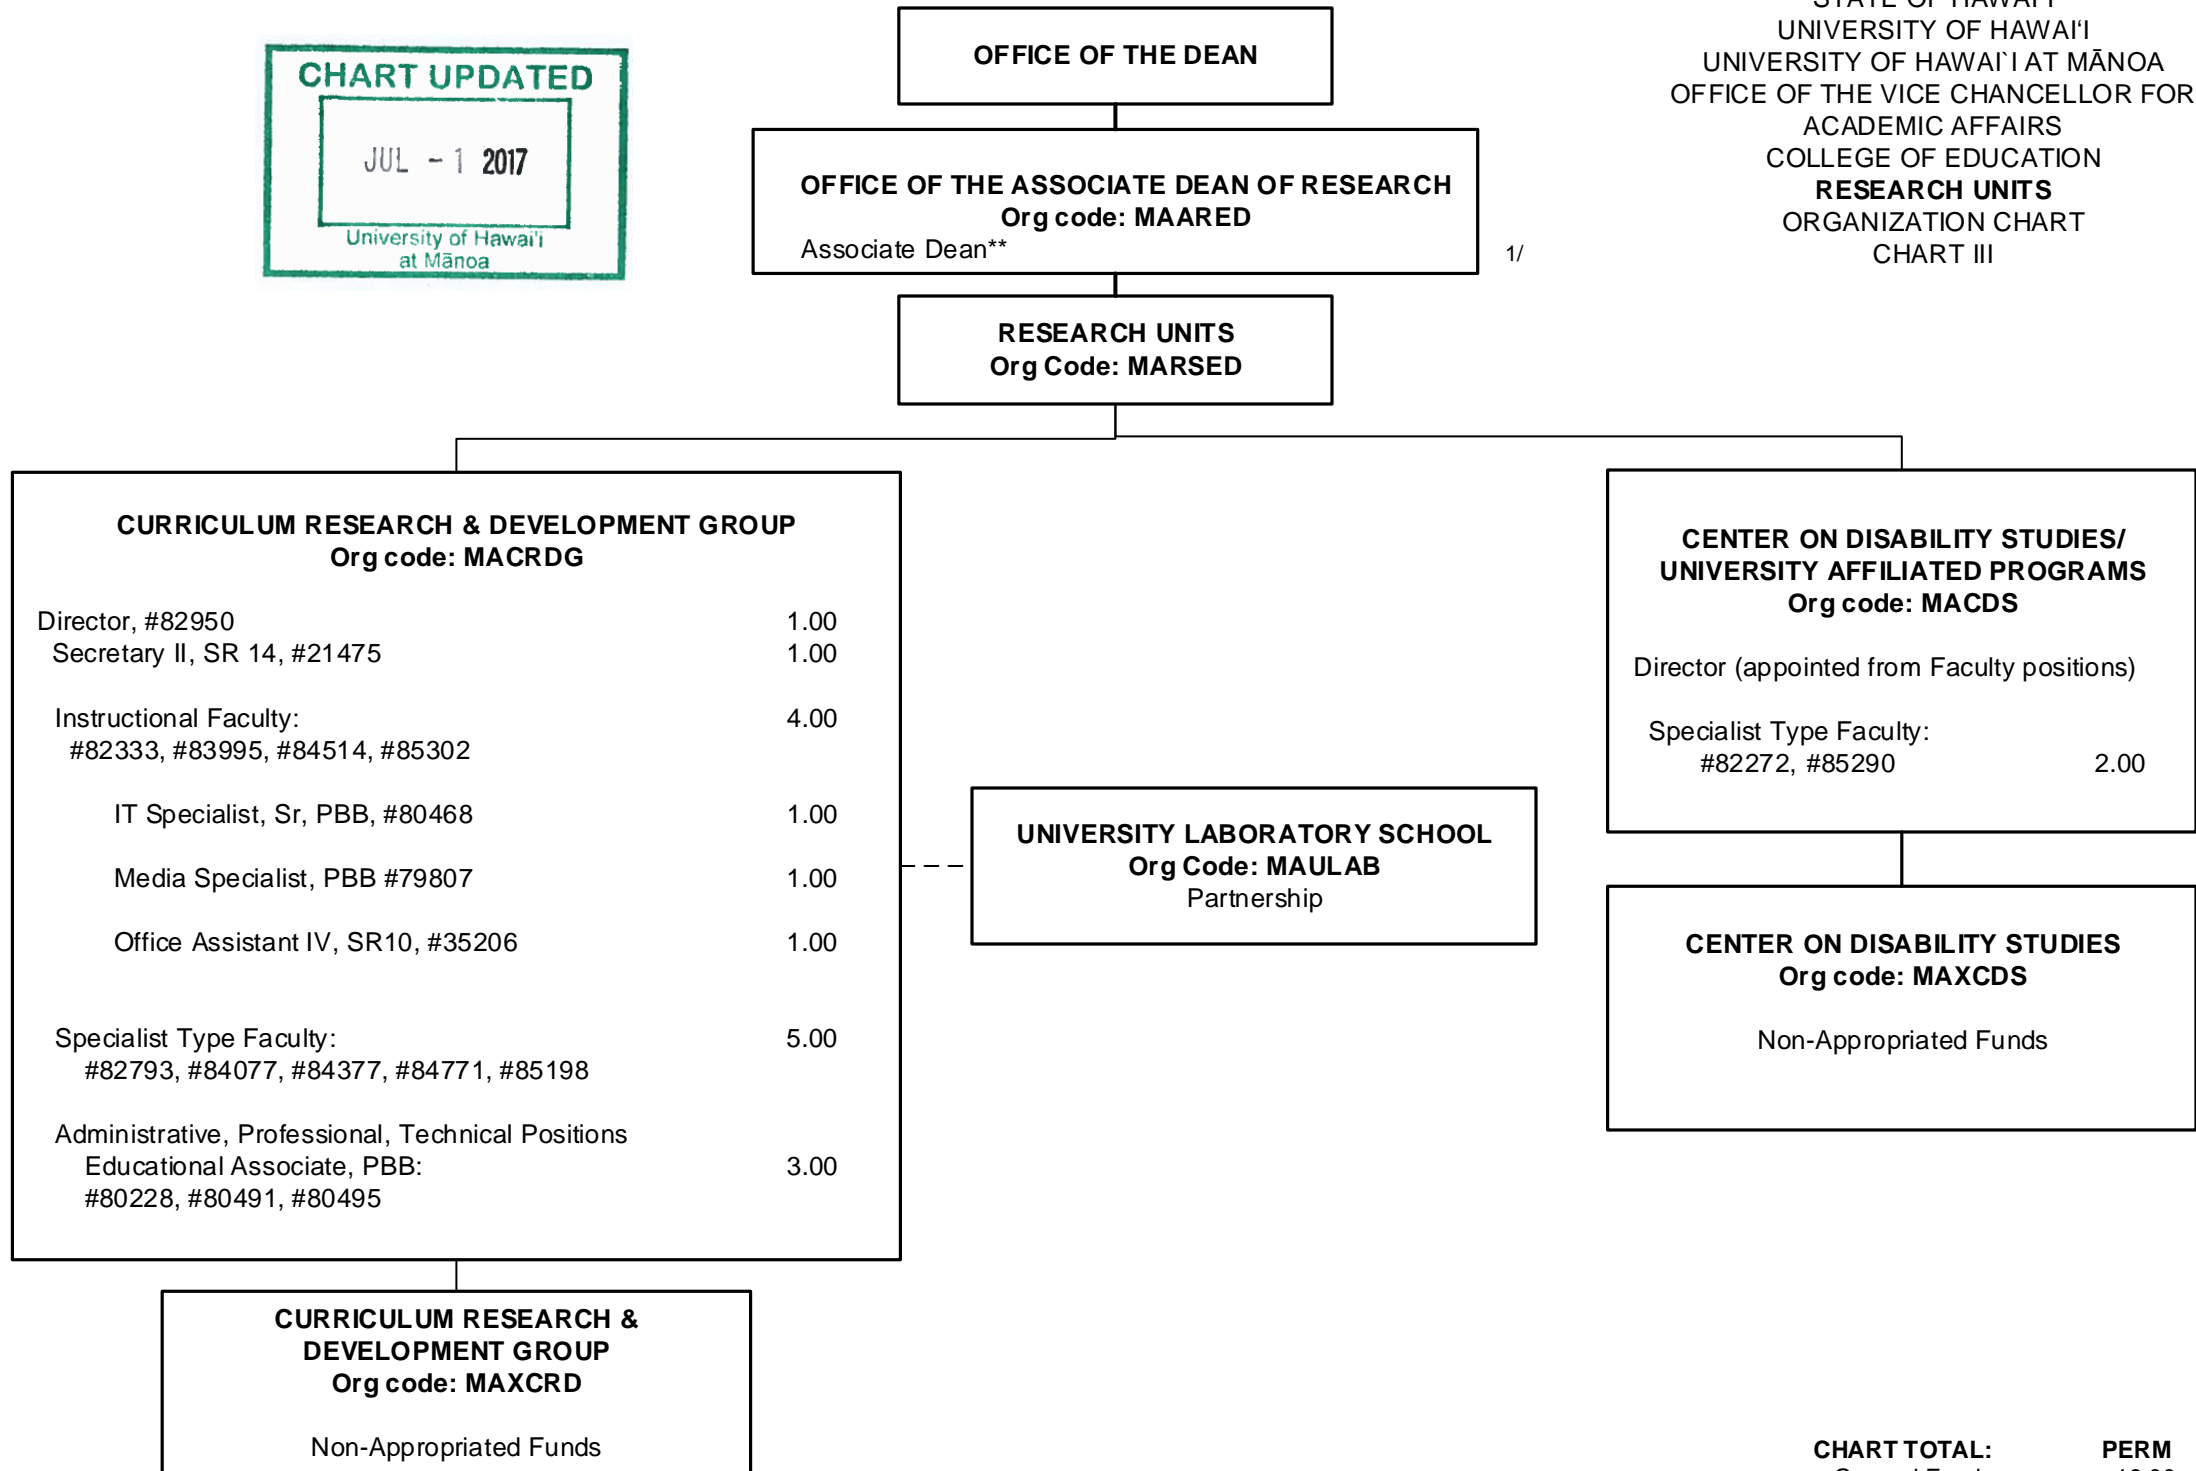 CHART UPDATED
JUL - 1 2017
University of Hawai'i
at Mānoa
OFFICE OF THE DEAN
OFFICE OF THE ASSOCIATE DEAN OF RESEARCH
Org code: MAARED
Associate Dean**
1/
UNIVERSITY OF HAWAI‘I
UNIVERSITY OF HAWAI`I AT MĀNOA
OFFICE OF THE VICE CHANCELLOR FOR
ACADEMIC AFFAIRS
COLLEGE OF EDUCATION
RESEARCH UNITS
ORGANIZATION CHART
CHART III
RESEARCH UNITS
Org Code: MARSED
CURRICULUM RESEARCH & DEVELOPMENT GROUP
Org code: MACRDG
Director, #82950 1.00
Secretary II, SR 14, #21475 1.00
Instructional Faculty: 4.00
#82333, #83995, #84514, #85302
IT Specialist, Sr, PBB, #80468 1.00
Media Specialist, PBB #79807 1.00
Office Assistant IV, SR10, #35206 1.00
Specialist Type Faculty: 5.00
#82793, #84077, #84377, #84771, #85198
Administrative, Professional, Technical Positions
Educational Associate, PBB: 3.00
#80228, #80491, #80495
UNIVERSITY LABORATORY SCHOOL
Org Code: MAULAB
Partnership
CENTER ON DISABILITY STUDIES/
UNIVERSITY AFFILIATED PROGRAMS
Org code: MACDS
Director (appointed from Faculty positions)
Specialist Type Faculty:
#82272, #85290 2.00
CENTER ON DISABILITY STUDIES
Org code: MAXCDS
Non-Appropriated Funds
CURRICULUM RESEARCH &
DEVELOPMENT GROUP
Org code: MAXCRD
Non-Appropriated Funds
CHART TOTAL: PERM